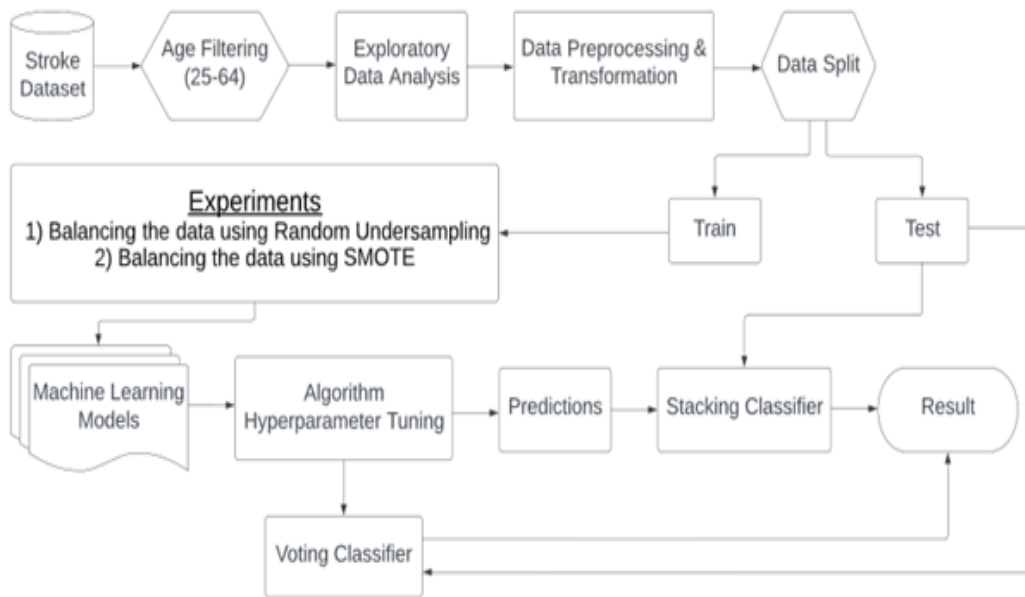 Stroke
Dataset
Age Filtering
(25-64)
Exploratory
Data Analysis
Data Preprocessing &
Transformation
Data Split
Experiments
1) Balancing the data using Random Undersampling
2) Balancing the data using SMOTE
Train
Test
Machine Learning
Models
Algorithm
Hyperparameter Tuning
Predictions
Stacking Classifier
Result
Voting Classifier